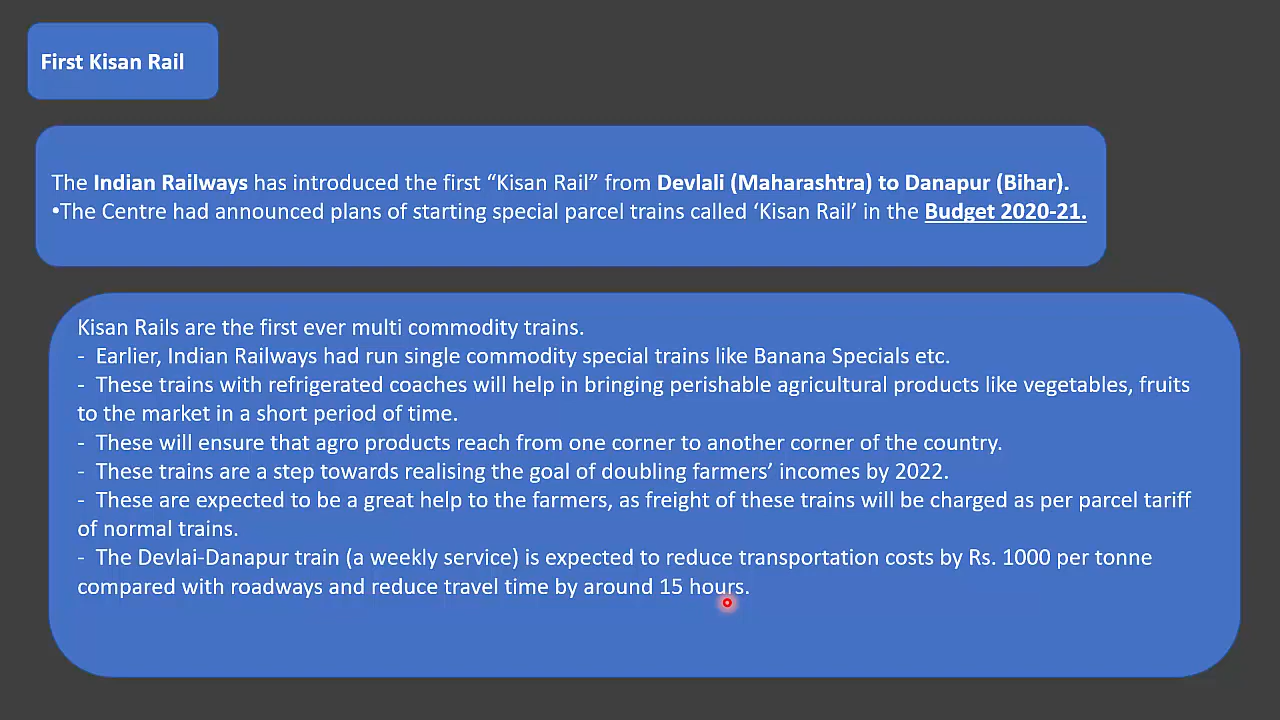 First Kisan Rail
The Indian Railways has introduced the first “Kisan Rail” from Devlali (Maharashtra) to Danapur (Bihar).
•The Centre had announced plans of starting special parcel trains called ‘Kisan Rail’ in the Budget 2020-21.
Kisan Rails are the first ever multi commodity trains.
- Earlier, Indian Railways had run single commodity special trains like Banana Specials etc.
- These trains with refrigerated coaches will help in bringing perishable agricultural products like vegetables, fruits
to the market in a short period of time.
- These will ensure that agro products reach from one corner to another corner of the country.
- These trains are a step towards realising the goal of doubling farmers’ incomes by 2022.
- These are expected to be a great help to the farmers, as freight of these trains will be charged as per parcel tariff
of normal trains.
- The Devlai-Danapur train (a weekly service) is expected to reduce transportation costs by Rs. 1000 per tonne
compared with roadways and reduce travel time by around 15 hours.